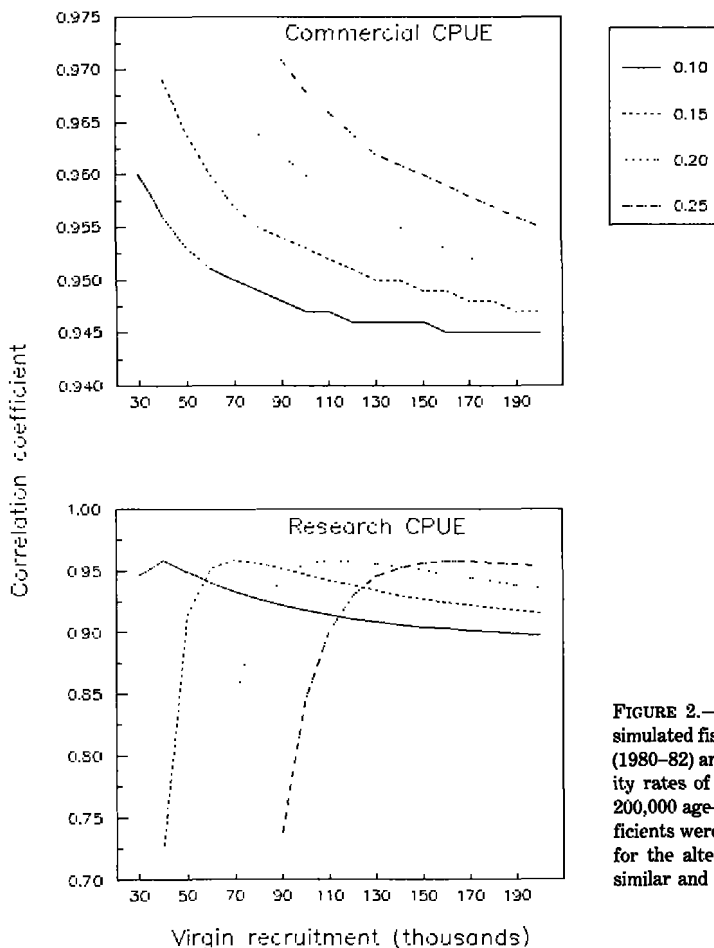 Commercial CPUE
0.975
0.970
0.965
0.960
0.955
0.950
0.945
0.940
30 50 70 90 110 130 150 170 190
0.10
0.15
0.20
0.25
Correlation coefficient
Research CPUE
1.00
0.95
0.90
0.85
0.80
0.75
0.70
30 50 70 90 110 130 150 170 190
Virgin recruitment (thousands)
FIGURE 2.—
simulated fis
(1980–82) an
ity rates of
200,000 age-
ficients were
for the alte
similar and